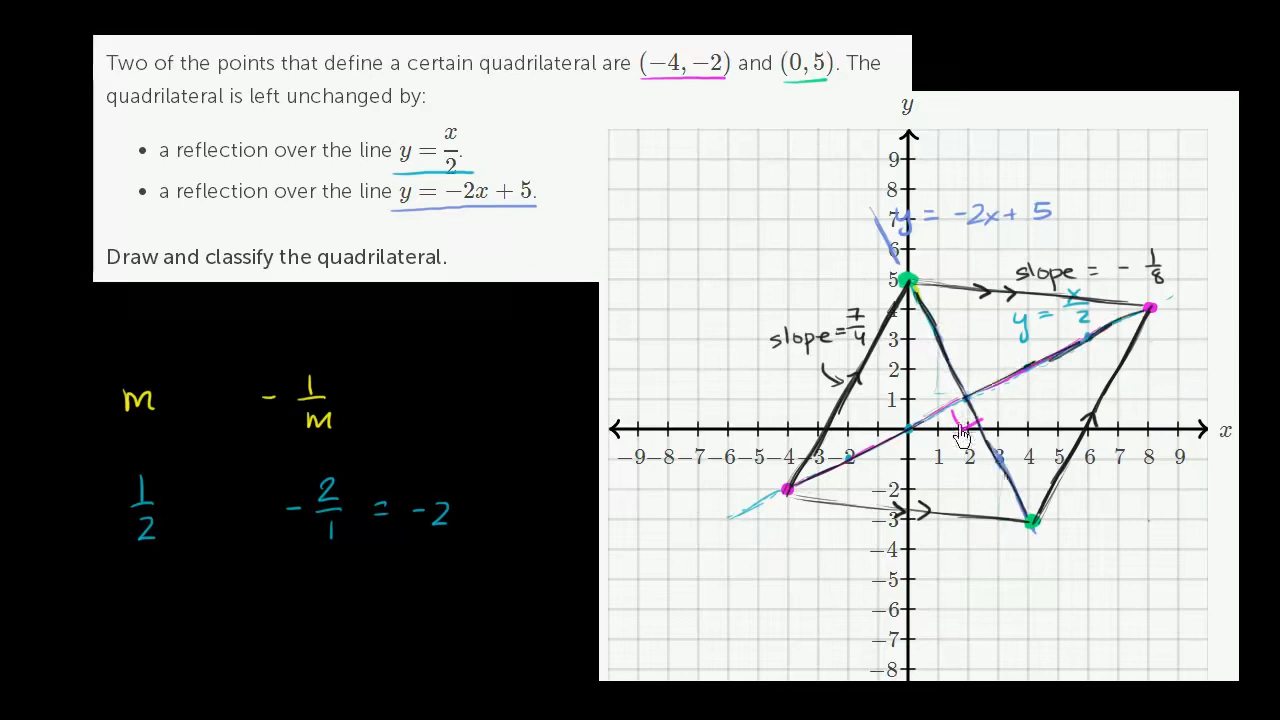 Two of the points that define a certain quadrilateral are (−4, −2) and (0, 5). The
quadrilateral is left unchanged by:
• a reflection over the line y = x/2.
• a reflection over the line y = −2x + 5.
Draw and classify the quadrilateral.
y
9
8
7
y = -2x + 5
6
5
slope = - 1/8
4
y = x/2
slope = 7/4
3
2
1
x
−9 −8 −7 −6 −5 −4 −3 −2 1 2 3 4 5 6 7 8 9
−2
−3
−4
−5
−6
−7
−8
m - 1/m
1/2 - 2/1 = -2